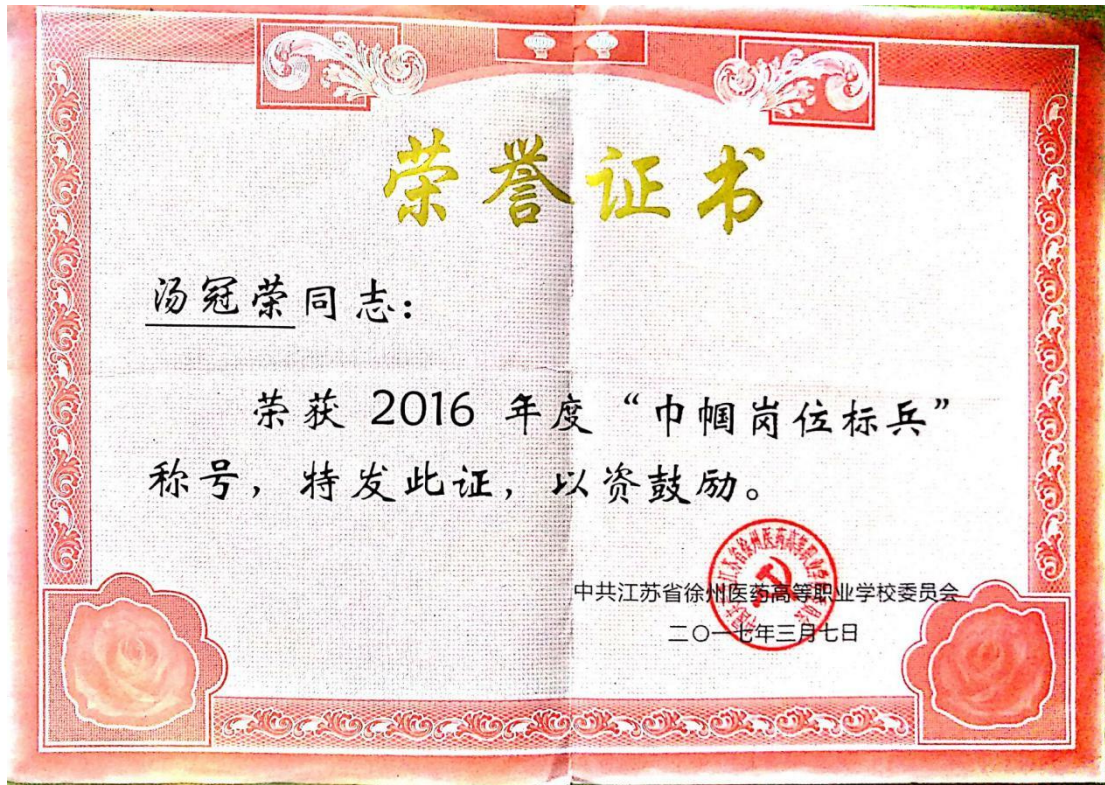 荣誉证书
汤冠荣同志：
荣获 2016 年度“巾帼岗位标兵”
称号，特发此证，以资鼓励。
中共江苏省徐州医药高等职业学校委员会
二〇一七年三月七日